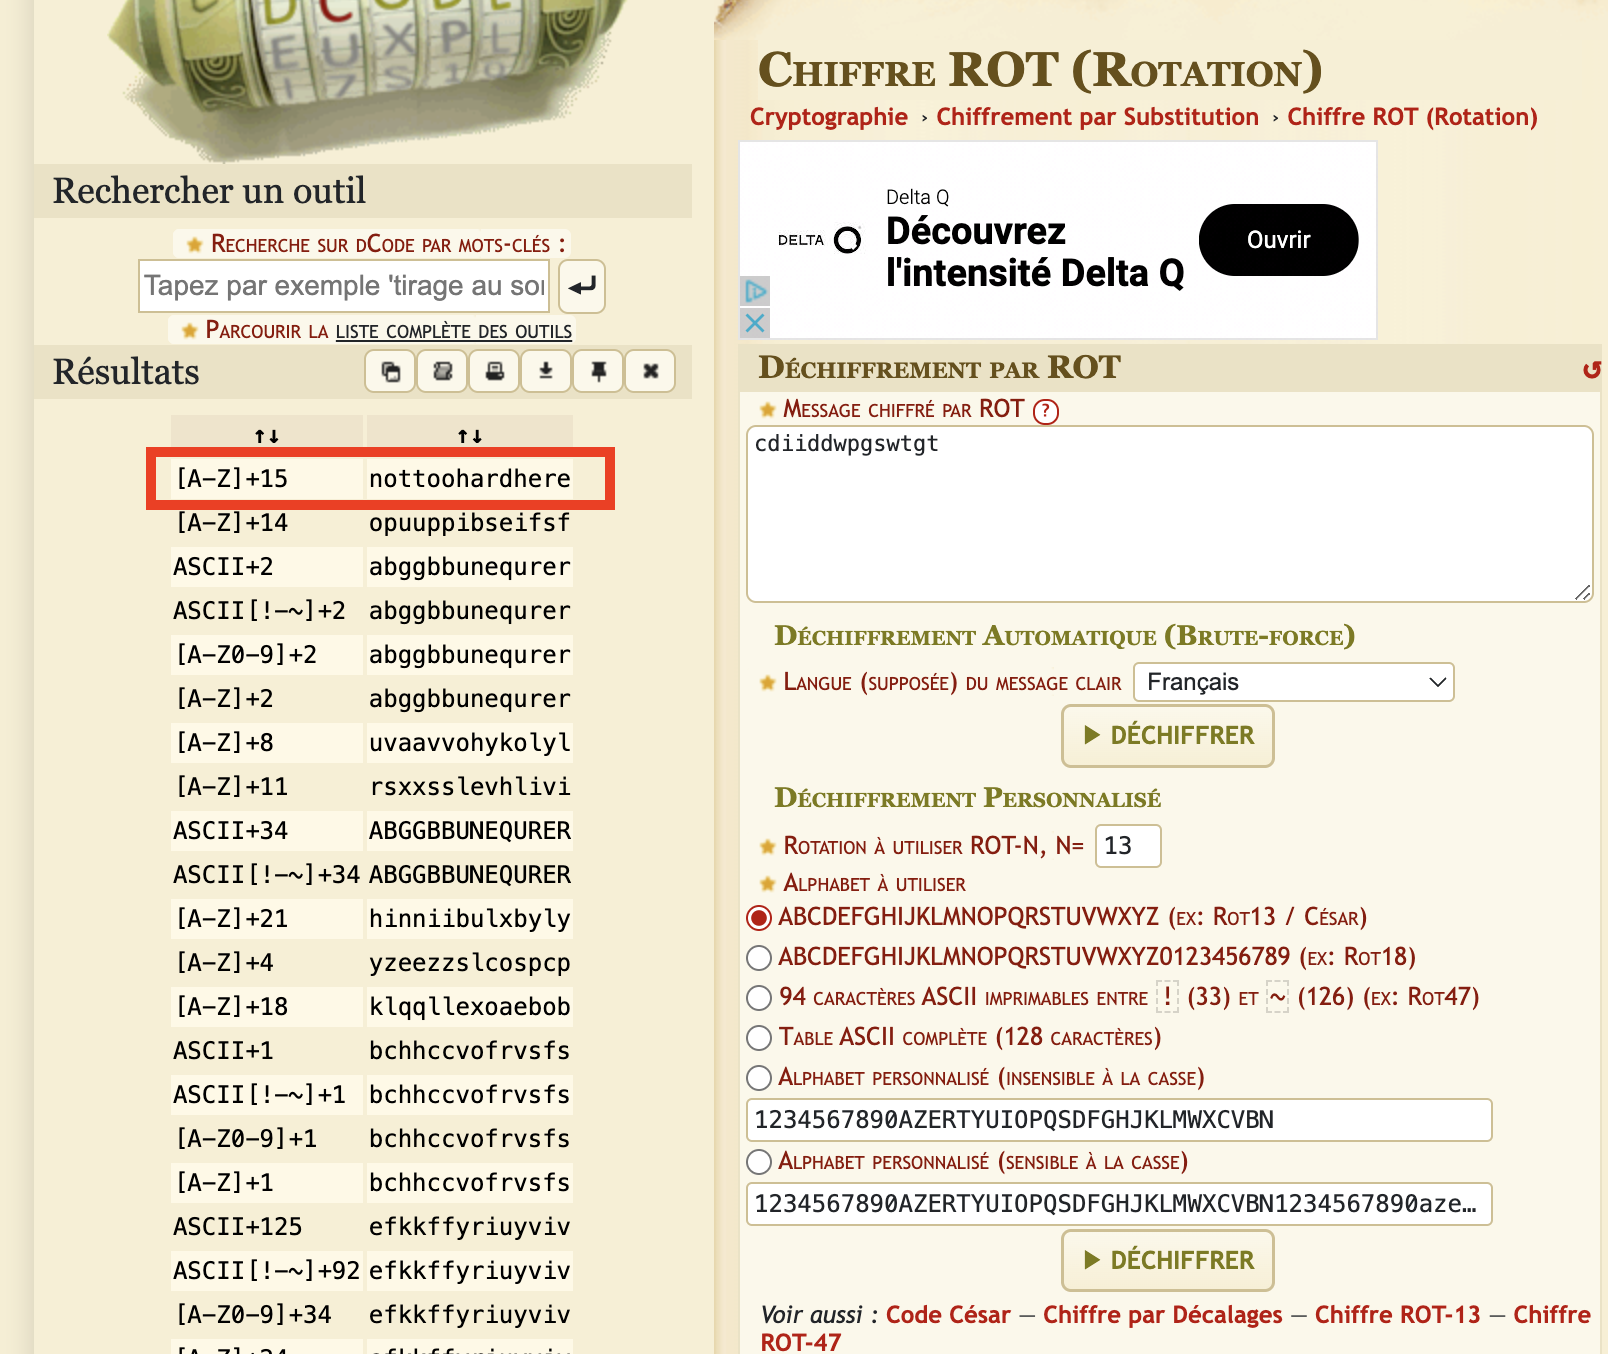 DCODE
EUXPL
IZS
Rechercher un outil
Recherche sur dCode par mots-clés :
Tapez par exemple 'tirage au so
Parcourir la liste complète des outils
Résultats
↑↓ ↑↓
[A-Z]+15 nottoohardhere
[A-Z]+14 opuuppibseifsf
ASCII+2 abggbbunequrer
ASCII[!-~]+2 abggbbunequrer
[A-Z0-9]+2 abggbbunequrer
[A-Z]+2 abggbbunequrer
[A-Z]+8 uvaavvohykolyl
[A-Z]+11 rsxxsslevhlivi
ASCII+34 ABGGBBUNEQURER
ASCII[!-~]+34 ABGGBBUNEQURER
[A-Z]+21 hinniibulxbyly
[A-Z]+4 yzeezzslcospcp
[A-Z]+18 klqqllexoaebob
ASCII+1 bchhccvofrvsfs
ASCII[!-~]+1 bchhccvofrvsfs
[A-Z0-9]+1 bchhccvofrvsfs
[A-Z]+1 bchhccvofrvsfs
ASCII+125 efkkffyriuyviv
ASCII[!-~]+92 efkkffyriuyviv
[A-Z0-9]+34 efkkffyriuyviv
Chiffre ROT (Rotation)
Cryptographie › Chiffrement par Substitution › Chiffre ROT (Rotation)
Delta Q
DELTA Q
Découvrez
l'intensité Delta Q
Ouvrir
Déchiffrement par ROT
Message chiffré par ROT ?
cdiiddwpgswtgt
Déchiffrement Automatique (Brute-force)
Langue (supposée) du message clair Français
► DÉCHIFFRER
Déchiffrement Personnalisé
Rotation à utiliser ROT-N, N= 13
Alphabet à utiliser
ABCDEFGHIJKLMNOPQRSTUVWXYZ (ex: Rot13 / César)
ABCDEFGHIJKLMNOPQRSTUVWXYZ0123456789 (ex: Rot18)
94 caractères ASCII imprimables entre ! (33) et ~ (126) (ex: Rot47)
Table ASCII complète (128 caractères)
Alphabet personnalisé (insensible à la casse)
1234567890AZERTYUIOPQSDFGHJKLMWXCVBN
Alphabet personnalisé (sensible à la casse)
1234567890AZERTYUIOPQSDFGHJKLMWXCVBN1234567890aze…
► DÉCHIFFRER
Voir aussi : Code César — Chiffre par Décalages — Chiffre ROT-13 — Chiffre
ROT-47